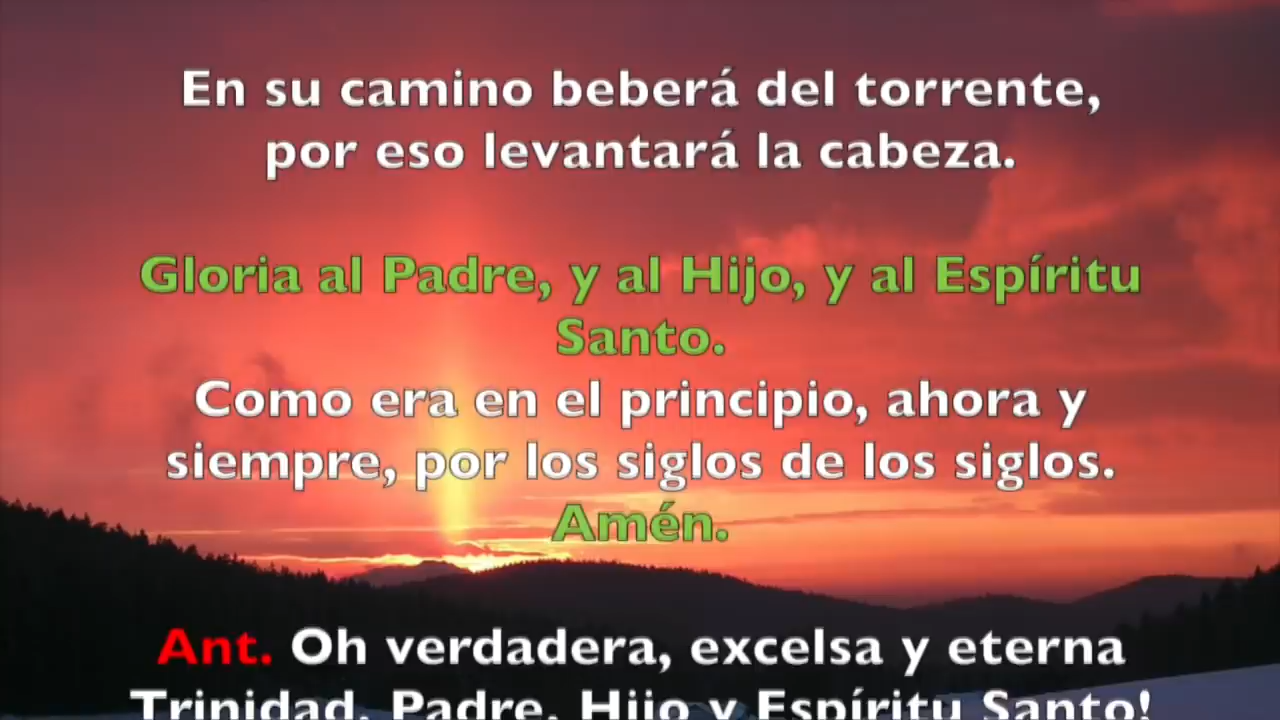 En su camino beberá del torrente,
por eso levantará la cabeza.
Gloria al Padre, y al Hijo, y al Espíritu
Santo.
Como era en el principio, ahora y
siempre, por los siglos de los siglos.
Amén.
Ant. Oh verdadera, excelsa y eterna
Trinidad, Padre, Hijo y Espíritu Santo!